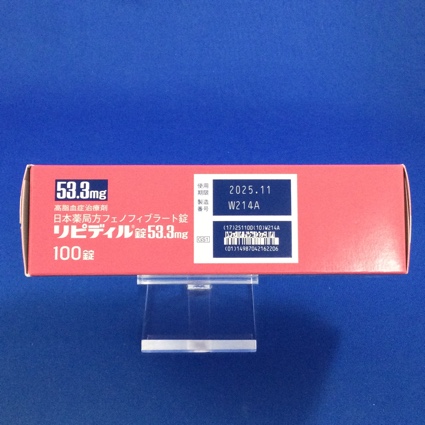 53.3mg
高脂血症治療剤
日本薬局方フェノフィブラート錠
リピディル錠53.3mg
100錠
使用期限
2025.11
製造番号
W214A
(17)251100(10)W214A
GS1
(01)14987042162206